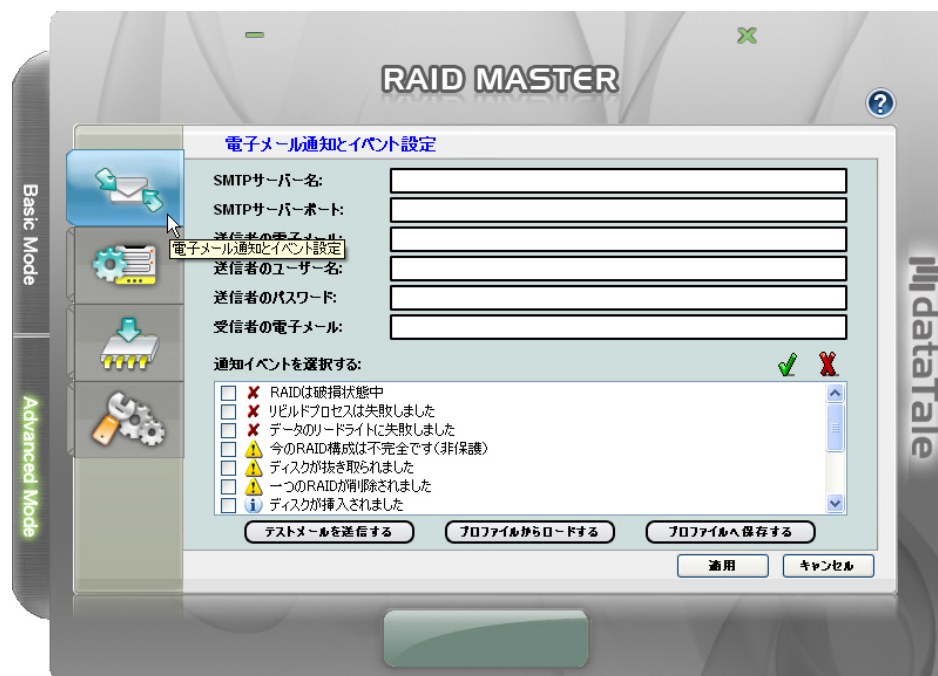 RAID MASTER
Basic Mode
Advanced Mode
dataTale
電子メール通知とイベント設定
SMTPサーバー名:
SMTPサーバーポート:
送信者の電子メール:
電子メール通知とイベント設定
送信者のユーザー名:
送信者のパスワード:
受信者の電子メール:
通知イベントを選択する:
RAIDは破損状態中
リビルドプロセスは失敗しました
データのリードライトに失敗しました
今のRAID構成は不完全です(非保護)
ディスクが抜き取られました
一つのRAIDが削除されました
ディスクが挿入されました
テストメールを送信する
プロファイルからロードする
プロファイルへ保存する
適用
キャンセル